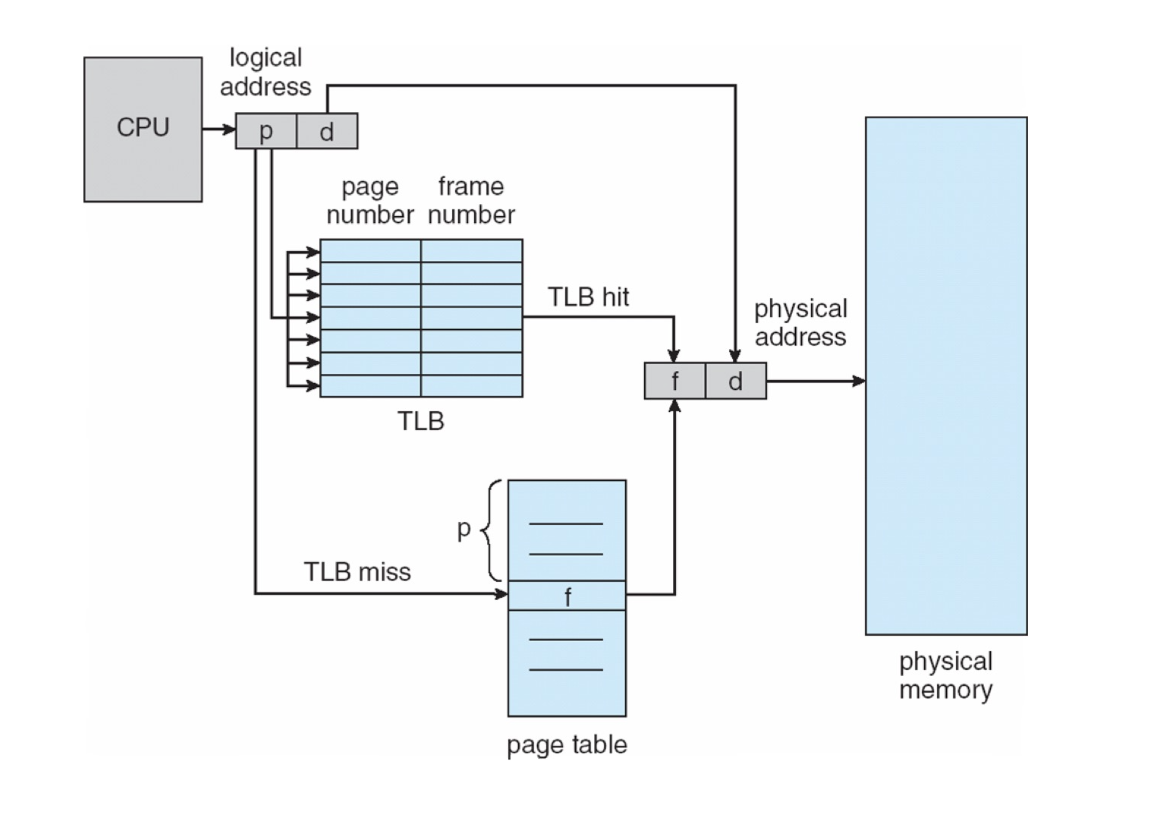 logical
address
CPU
p
d
page
number
frame
number
TLB hit
physical
address
f
d
TLB
p
TLB miss
f
physical
memory
page table